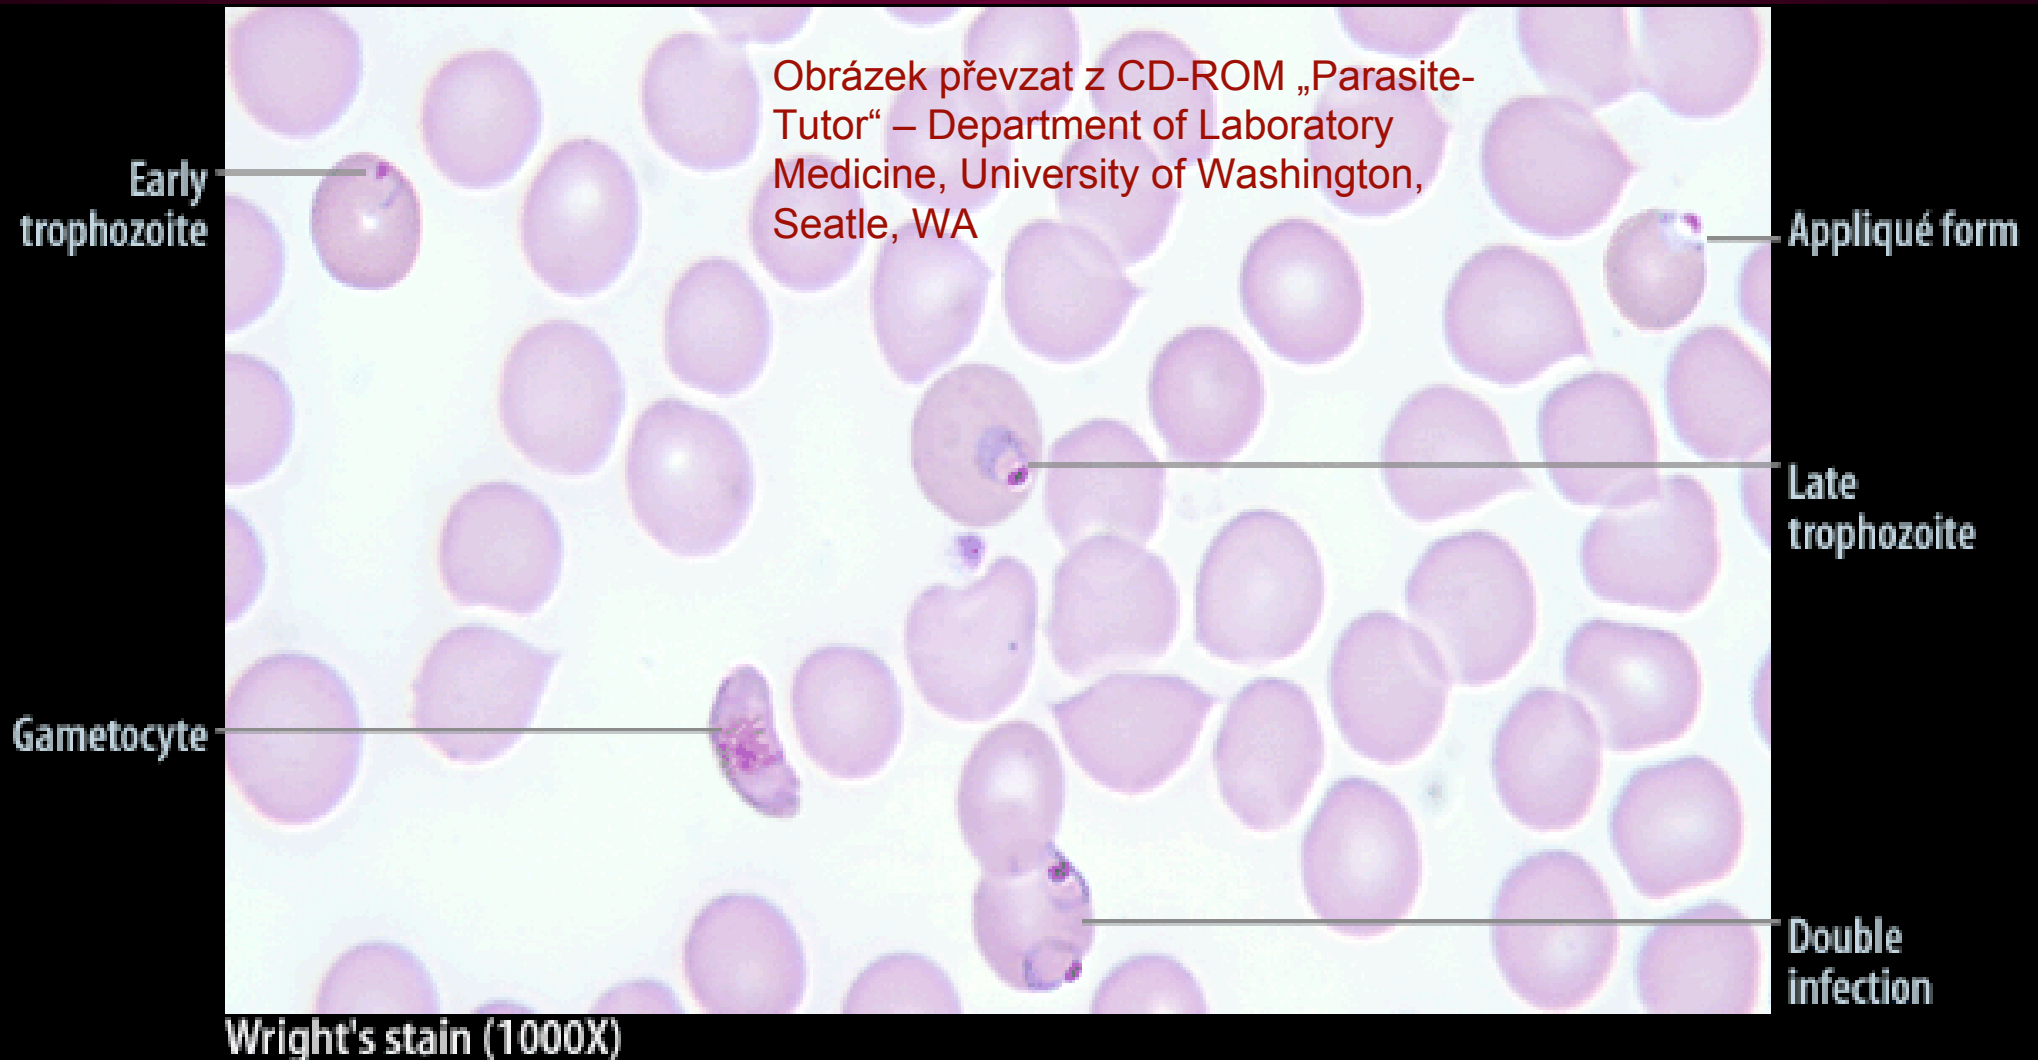 Obrázek převzat z CD-ROM „Parasite-
Tutor“ – Department of Laboratory
Medicine, University of Washington,
Seatle, WA
Early
trophozoite
Appliqué form
Late
trophozoite
Gametocyte
Double
infection
Wright's stain (1000X)